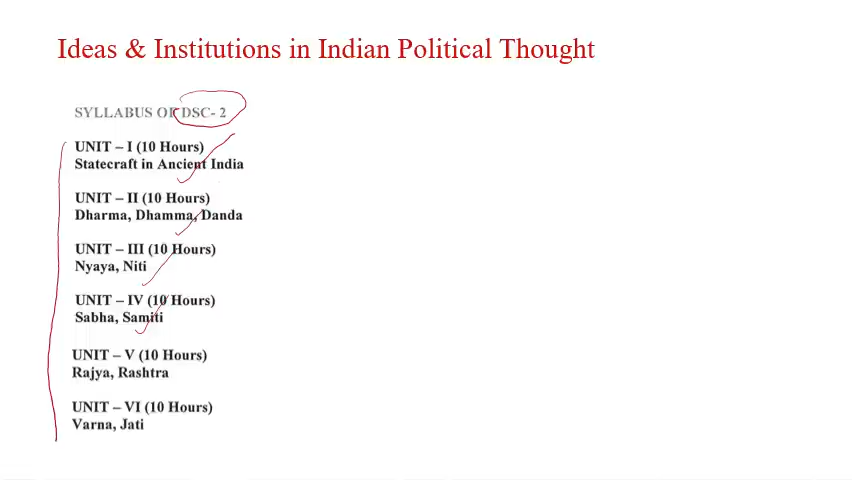 Ideas & Institutions in Indian Political Thought
SYLLABUS OF DSC- 2
UNIT – I (10 Hours)
Statecraft in Ancient India
UNIT – II (10 Hours)
Dharma, Dhamma, Danda
UNIT – III (10 Hours)
Nyaya, Niti
UNIT – IV (10 Hours)
Sabha, Samiti
UNIT – V (10 Hours)
Rajya, Rashtra
UNIT – VI (10 Hours)
Varna, Jati